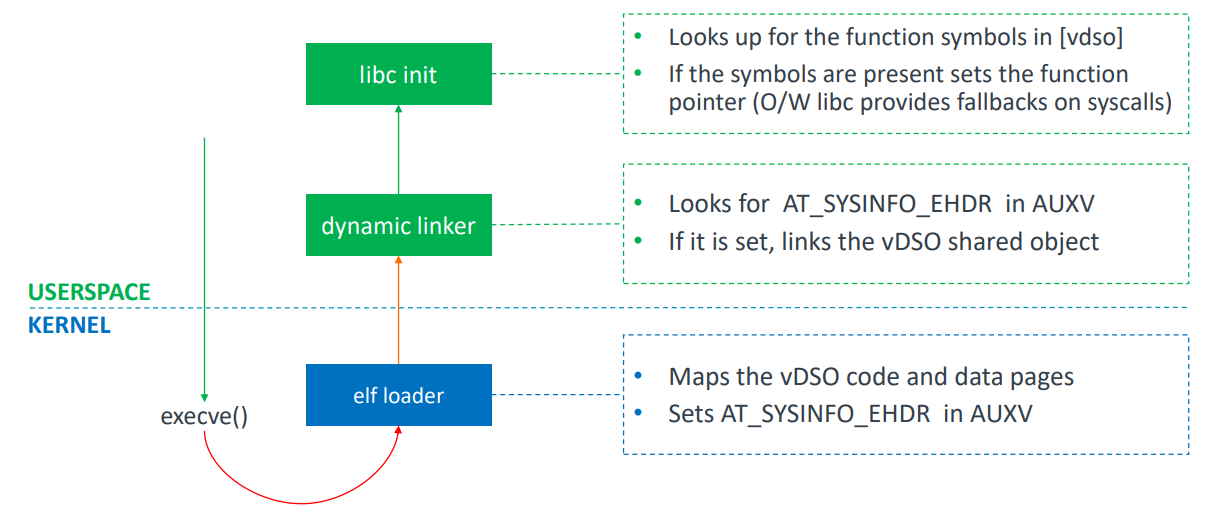 libc init
• Looks up for the function symbols in [vdso]
• If the symbols are present sets the function
pointer (O/W libc provides fallbacks on syscalls)
dynamic linker
• Looks for AT_SYSINFO_EHDR in AUXV
• If it is set, links the vDSO shared object
USERSPACE
KERNEL
elf loader
• Maps the vDSO code and data pages
• Sets AT_SYSINFO_EHDR in AUXV
execve()